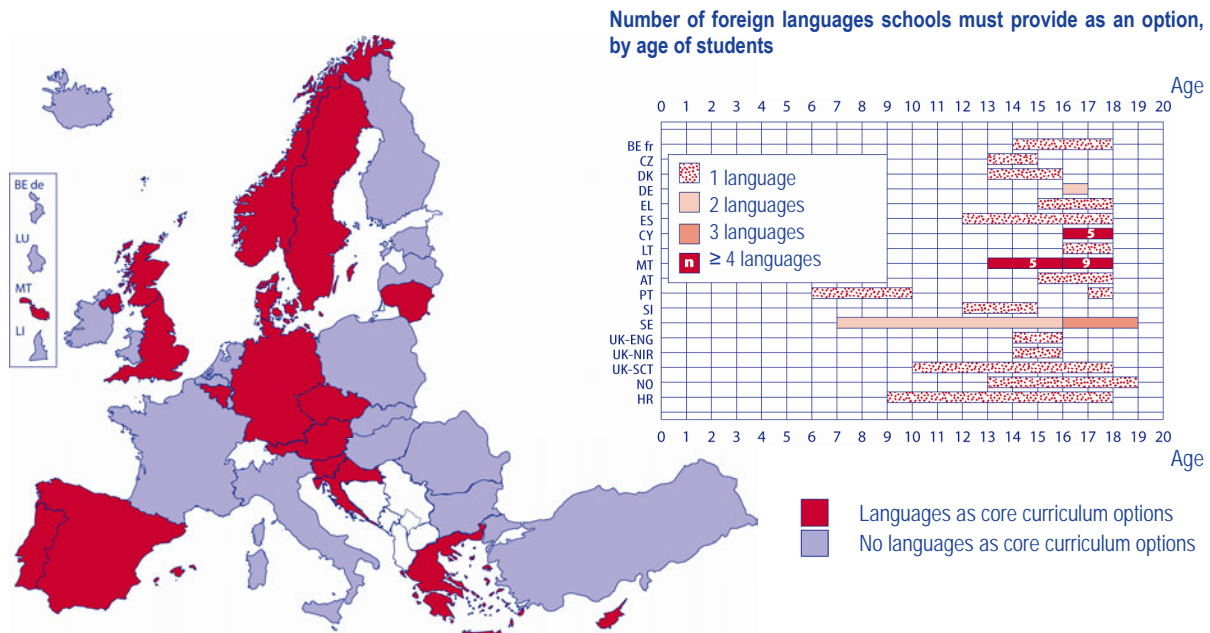 Number of foreign languages schools must provide as an option,
by age of students
Age
0 1 2 3 4 5 6 7 8 9 10 11 12 13 14 15 16 17 18 19 20
BE fr
CZ
DK
DE
EL
ES
CY
LT
MT
AT
PT
SI
SE
UK-ENG
UK-NIR
UK-SCT
NO
HR
1 language
2 languages
3 languages
n ≥ 4 languages
5
5 9
0 1 2 3 4 5 6 7 8 9 10 11 12 13 14 15 16 17 18 19 20
Age
BE de
LU
MT
LI
Languages as core curriculum options
No languages as core curriculum options